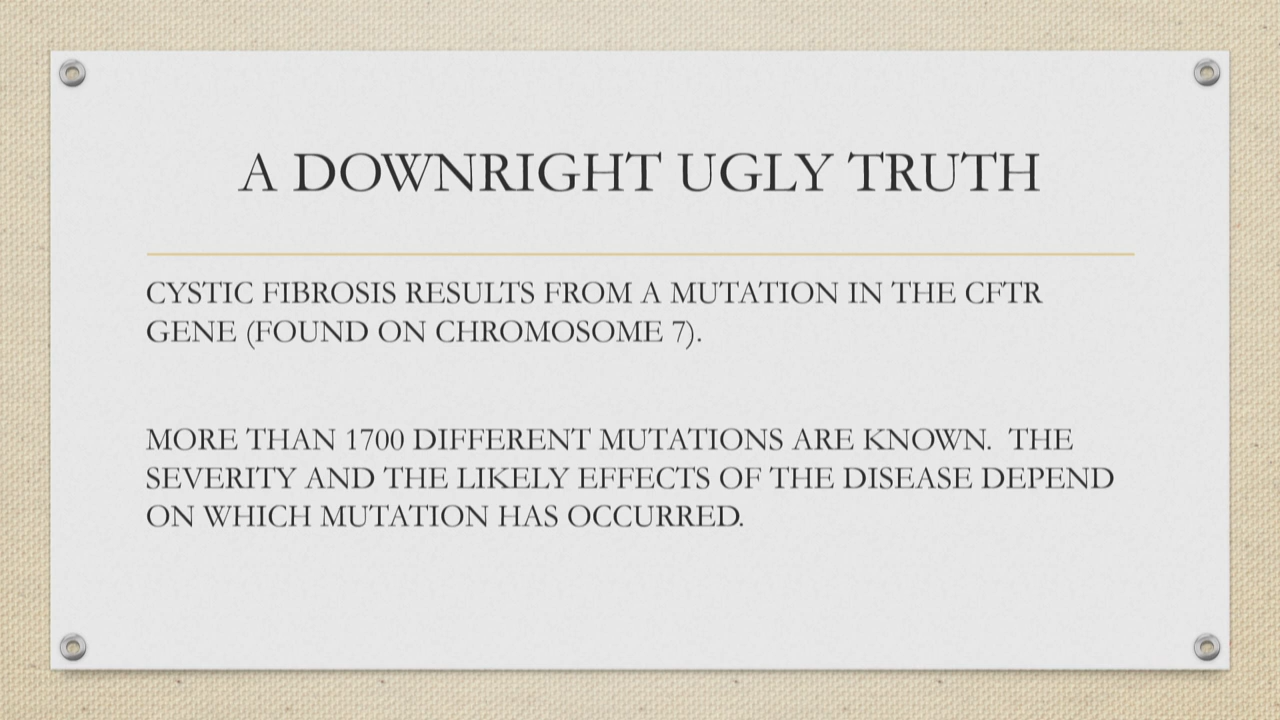 A DOWNRIGHT UGLY TRUTH
CYSTIC FIBROSIS RESULTS FROM A MUTATION IN THE CFTR
GENE (FOUND ON CHROMOSOME 7).
MORE THAN 1700 DIFFERENT MUTATIONS ARE KNOWN.  THE
SEVERITY AND THE LIKELY EFFECTS OF THE DISEASE DEPEND
ON WHICH MUTATION HAS OCCURRED.